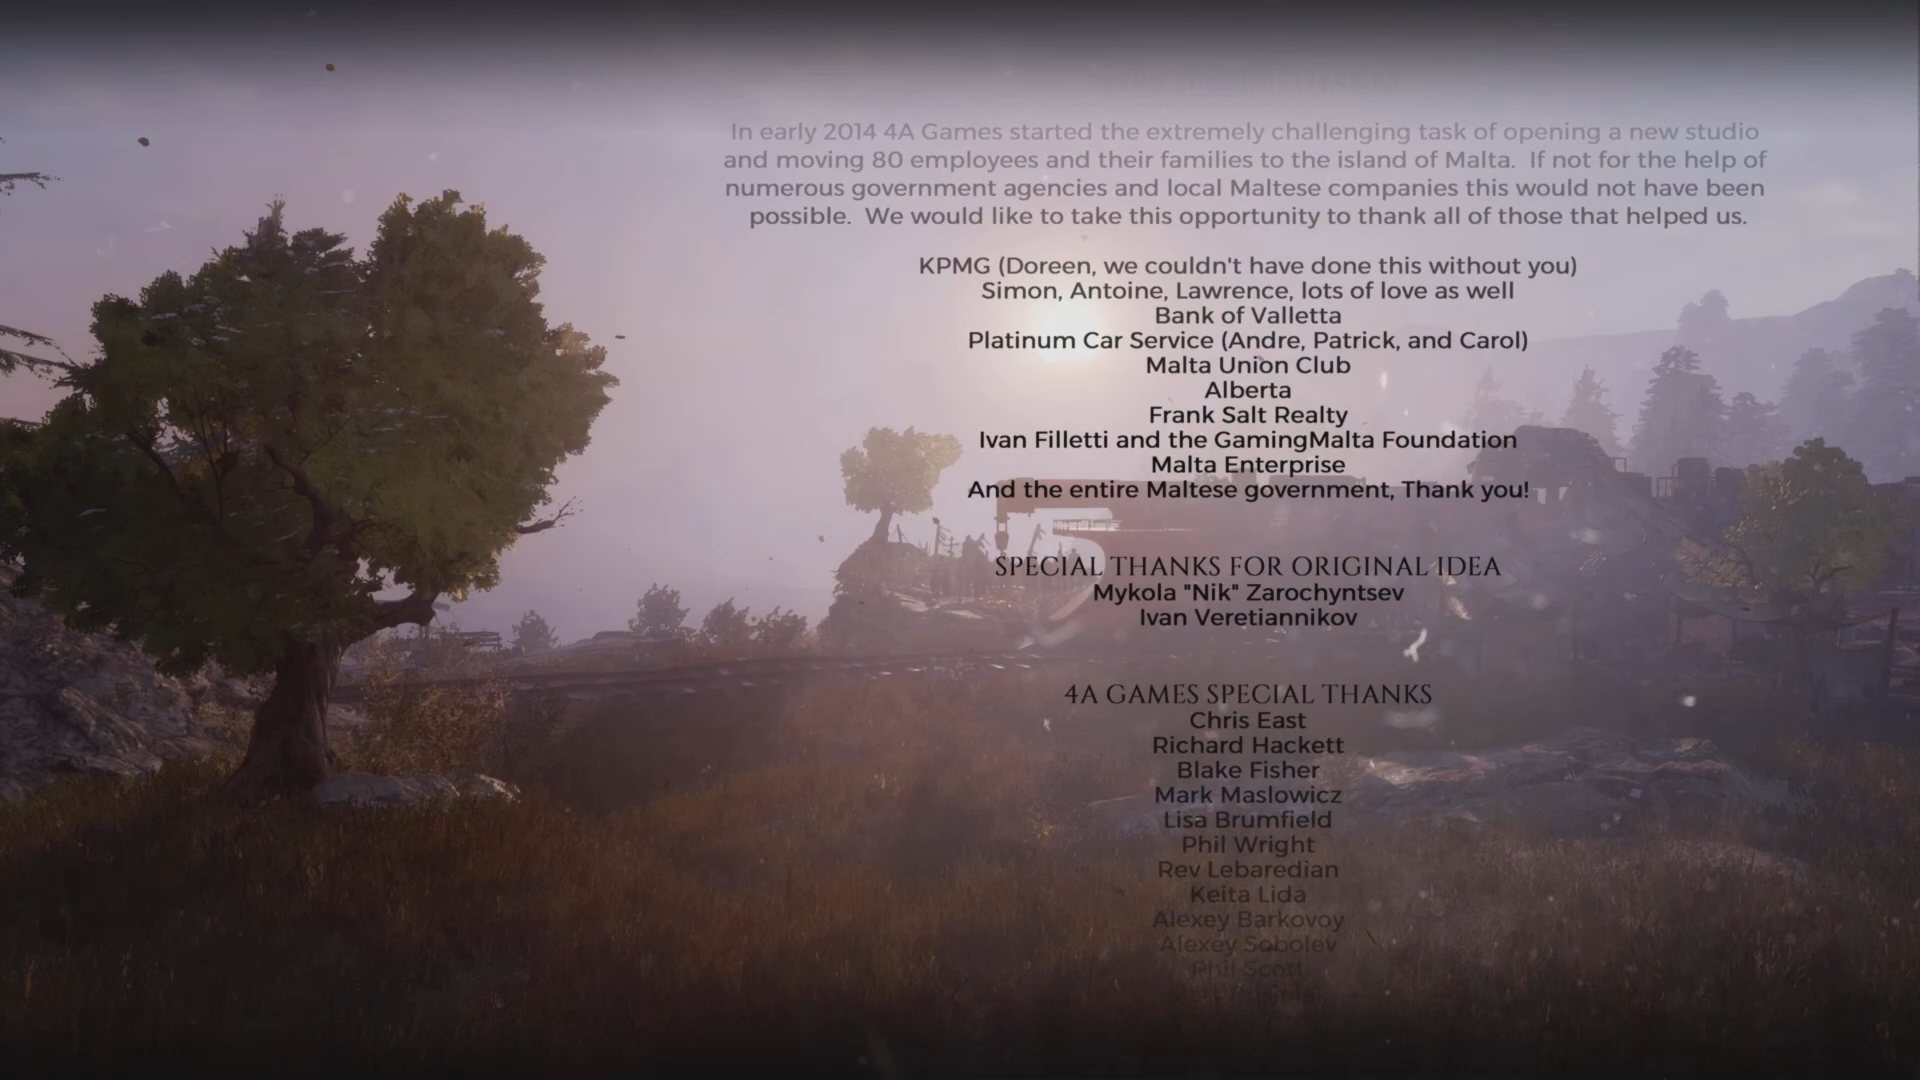 In early 2014 4A Games started the extremely challenging task of opening a new studio
and moving 80 employees and their families to the island of Malta.  If not for the help of
numerous government agencies and local Maltese companies this would not have been
possible.  We would like to take this opportunity to thank all of those that helped us.
KPMG (Doreen, we couldn't have done this without you)
Simon, Antoine, Lawrence, lots of love as well
Bank of Valletta
Platinum Car Service (Andre, Patrick, and Carol)
Malta Union Club
Alberta
Frank Salt Realty
Ivan Filletti and the GamingMalta Foundation
Malta Enterprise
And the entire Maltese government, Thank you!
SPECIAL THANKS FOR ORIGINAL IDEA
Mykola "Nik" Zarochyntsev
Ivan Veretiannikov
4A GAMES SPECIAL THANKS
Chris East
Richard Hackett
Blake Fisher
Mark Maslowicz
Lisa Brumfield
Phil Wright
Rev Lebaredian
Keita Lida
Alexey Barkovoy
Alexey Sobolev
Phil Scott